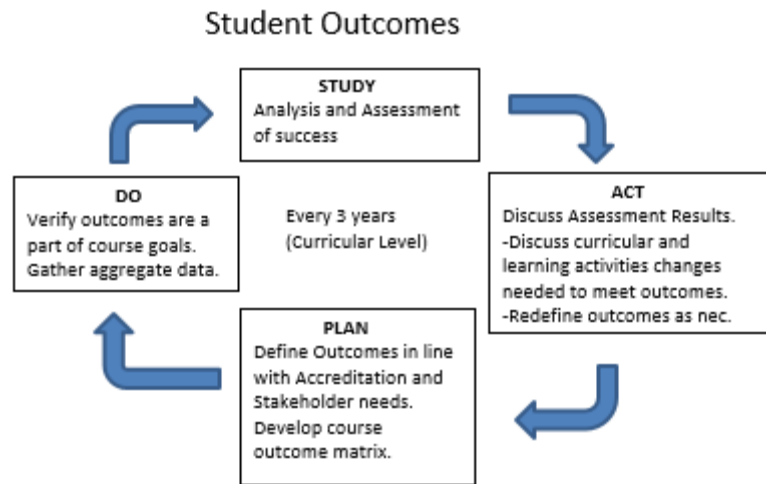 Student Outcomes
STUDY
Analysis and Assessment
of success
DO
Verify outcomes are a
part of course goals.
Gather aggregate data.
Every 3 years
(Curricular Level)
ACT
Discuss Assessment Results.
-Discuss curricular and
learning activities changes
needed to meet outcomes.
-Redefine outcomes as nec.
PLAN
Define Outcomes in line
with Accreditation and
Stakeholder needs.
Develop course
outcome matrix.